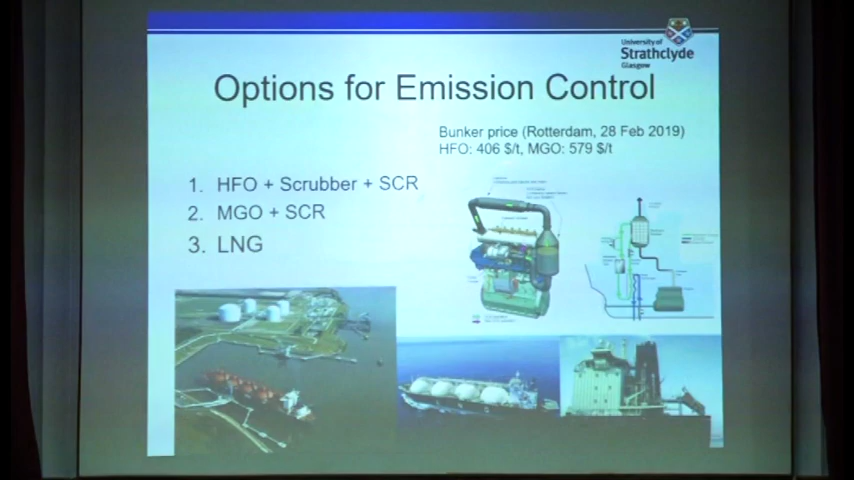 University of
Strathclyde
Glasgow
Options for Emission Control
Bunker price (Rotterdam, 28 Feb 2019)
HFO: 406 $/t, MGO: 579 $/t
1. HFO + Scrubber + SCR
2. MGO + SCR
3. LNG